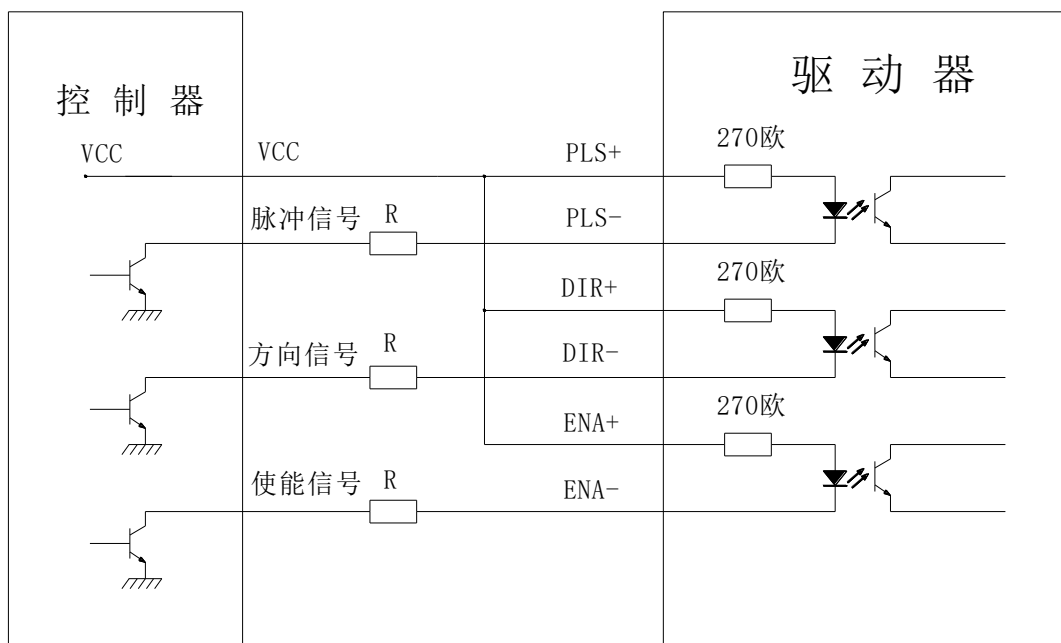 控制器
驱动器
VCC
VCC
PLS+
270欧
脉冲信号
R
PLS-
DIR+
270欧
方向信号
R
DIR-
ENA+
270欧
使能信号
R
ENA-